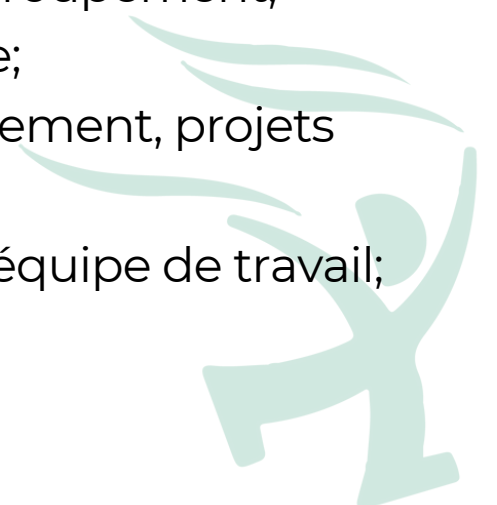 e;
ement, projets
équipe de travail;